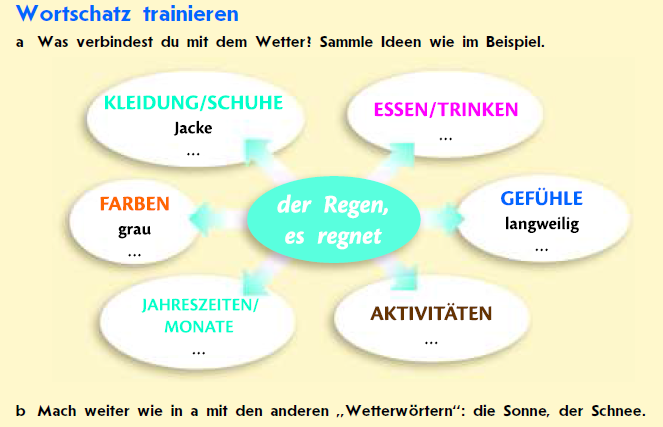 Wortschatz trainieren
a Was verbindest du mit dem Wetter? Sammle Ideen wie im Beispiel.
KLEIDUNG/SCHUHE
Jacke
...
ESSEN/TRINKEN
...
FARBEN
grau
...
der Regen,
es regnet
GEFÜHLE
langweilig
...
JAHRESZEITEN/
MONATE
...
AKTIVITÄTEN
...
b Mach weiter wie in a mit den anderen „Wetterwörtern“: die Sonne, der Schnee.